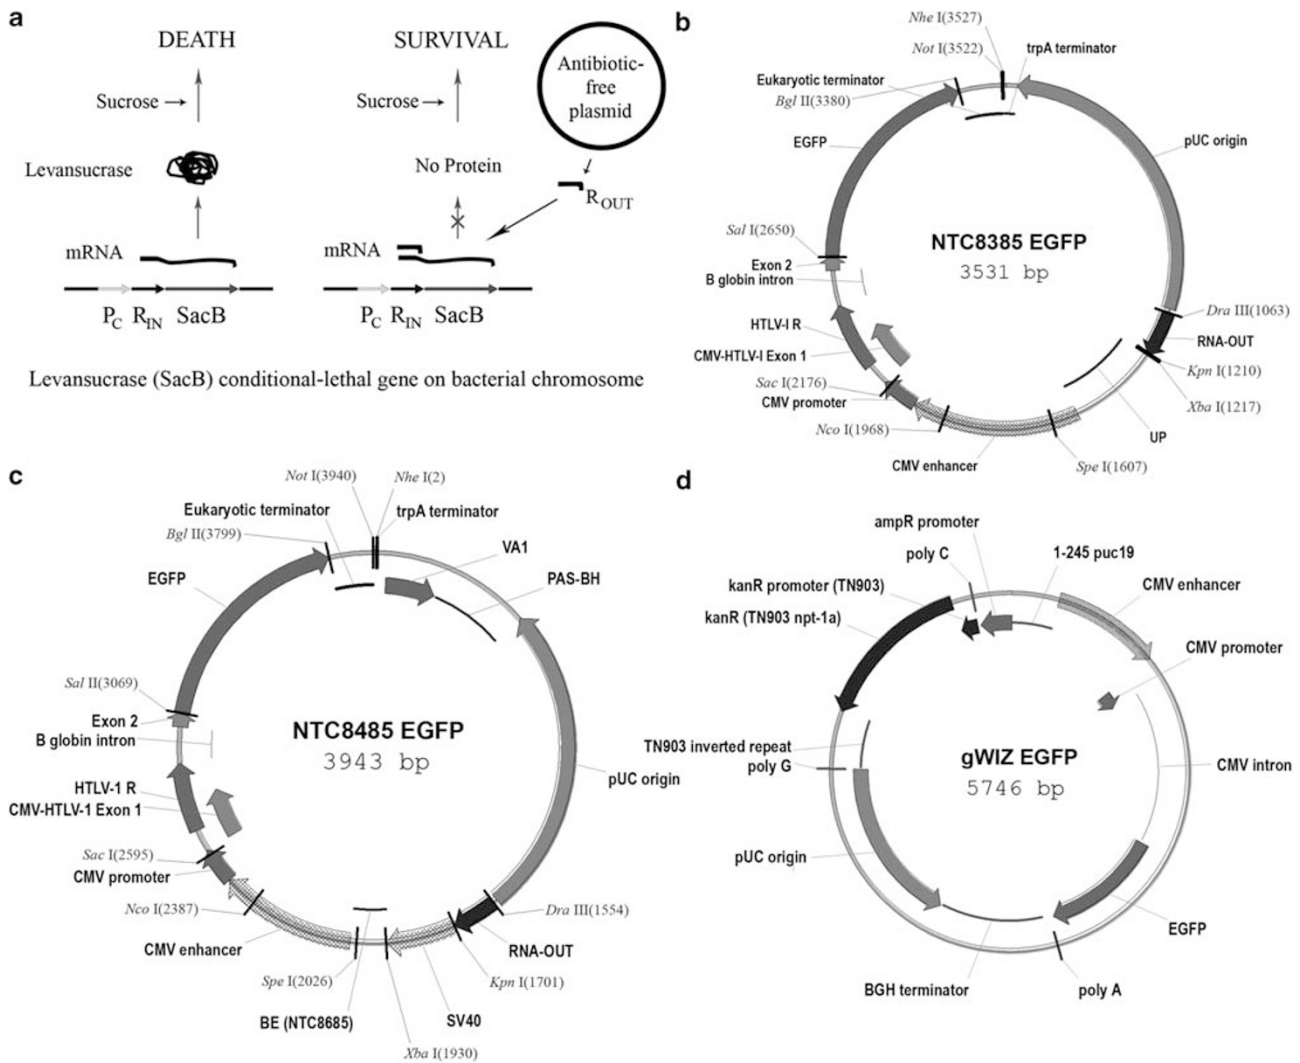 a
DEATH
SURVIVAL
Antibiotic-
free
plasmid
Sucrose
Sucrose
Levansucrase
No Protein
R OUT
mRNA
mRNA
P C R IN SacB
P C R IN SacB
Levansucrase (SacB) conditional-lethal gene on bacterial chromosome
b
Nhe I(3527)
Not I(3522)
trpA terminator
Eukaryotic terminator
Bgl II(3380)
EGFP
pUC origin
Sal I(2650)
NTC8385 EGFP
3531 bp
Exon 2
B globin intron
Dra III(1063)
HTLV-I R
RNA-OUT
CMV-HTLV-I Exon 1
Kpn I(1210)
Sac I(2176)
CMV promoter
Xba I(1217)
Nco I(1968)
UP
CMV enhancer
Spe I(1607)
c
Not I(3940)
Nhe I(2)
Eukaryotic terminator
trpA terminator
Bgl II(3799)
VA1
EGFP
PAS-BH
Sal II(3069)
Exon 2
NTC8485 EGFP
B globin intron
3943 bp
HTLV-1 R
pUC origin
CMV-HTLV-1 Exon 1
Sac I(2595)
CMV promoter
Nco I(2387)
Dra III(1554)
CMV enhancer
RNA-OUT
Spe I(2026)
Kpn I(1701)
BE (NTC8685)
SV40
Xba I(1930)
d
ampR promoter
poly C
1-245 puc19
kanR promoter (TN903)
CMV enhancer
kanR (TN903 npt-1a)
CMV promoter
TN903 inverted repeat
gWIZ EGFP
poly G
CMV intron
5746 bp
pUC origin
EGFP
BGH terminator
poly A